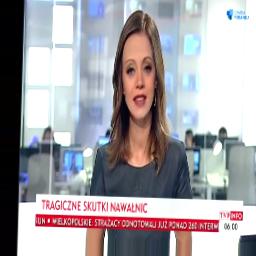 TRAGICZNE SKUTKI NAWAŁNIC
TVP INFO
WIELKOPOLSKIE: STRAŻACY ODNOTOWALI JUŻ PONAD 260 INTERW
06:00